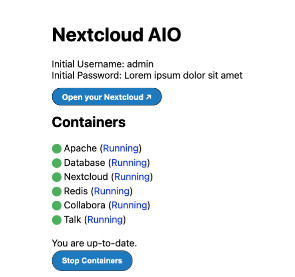 Nextcloud AIO
Initial Username: admin
Initial Password: Lorem ipsum dolor sit amet
Open your Nextcloud ↗
Containers
Apache (Running)
Database (Running)
Nextcloud (Running)
Redis (Running)
Collabora (Running)
Talk (Running)
You are up-to-date.
Stop Containers